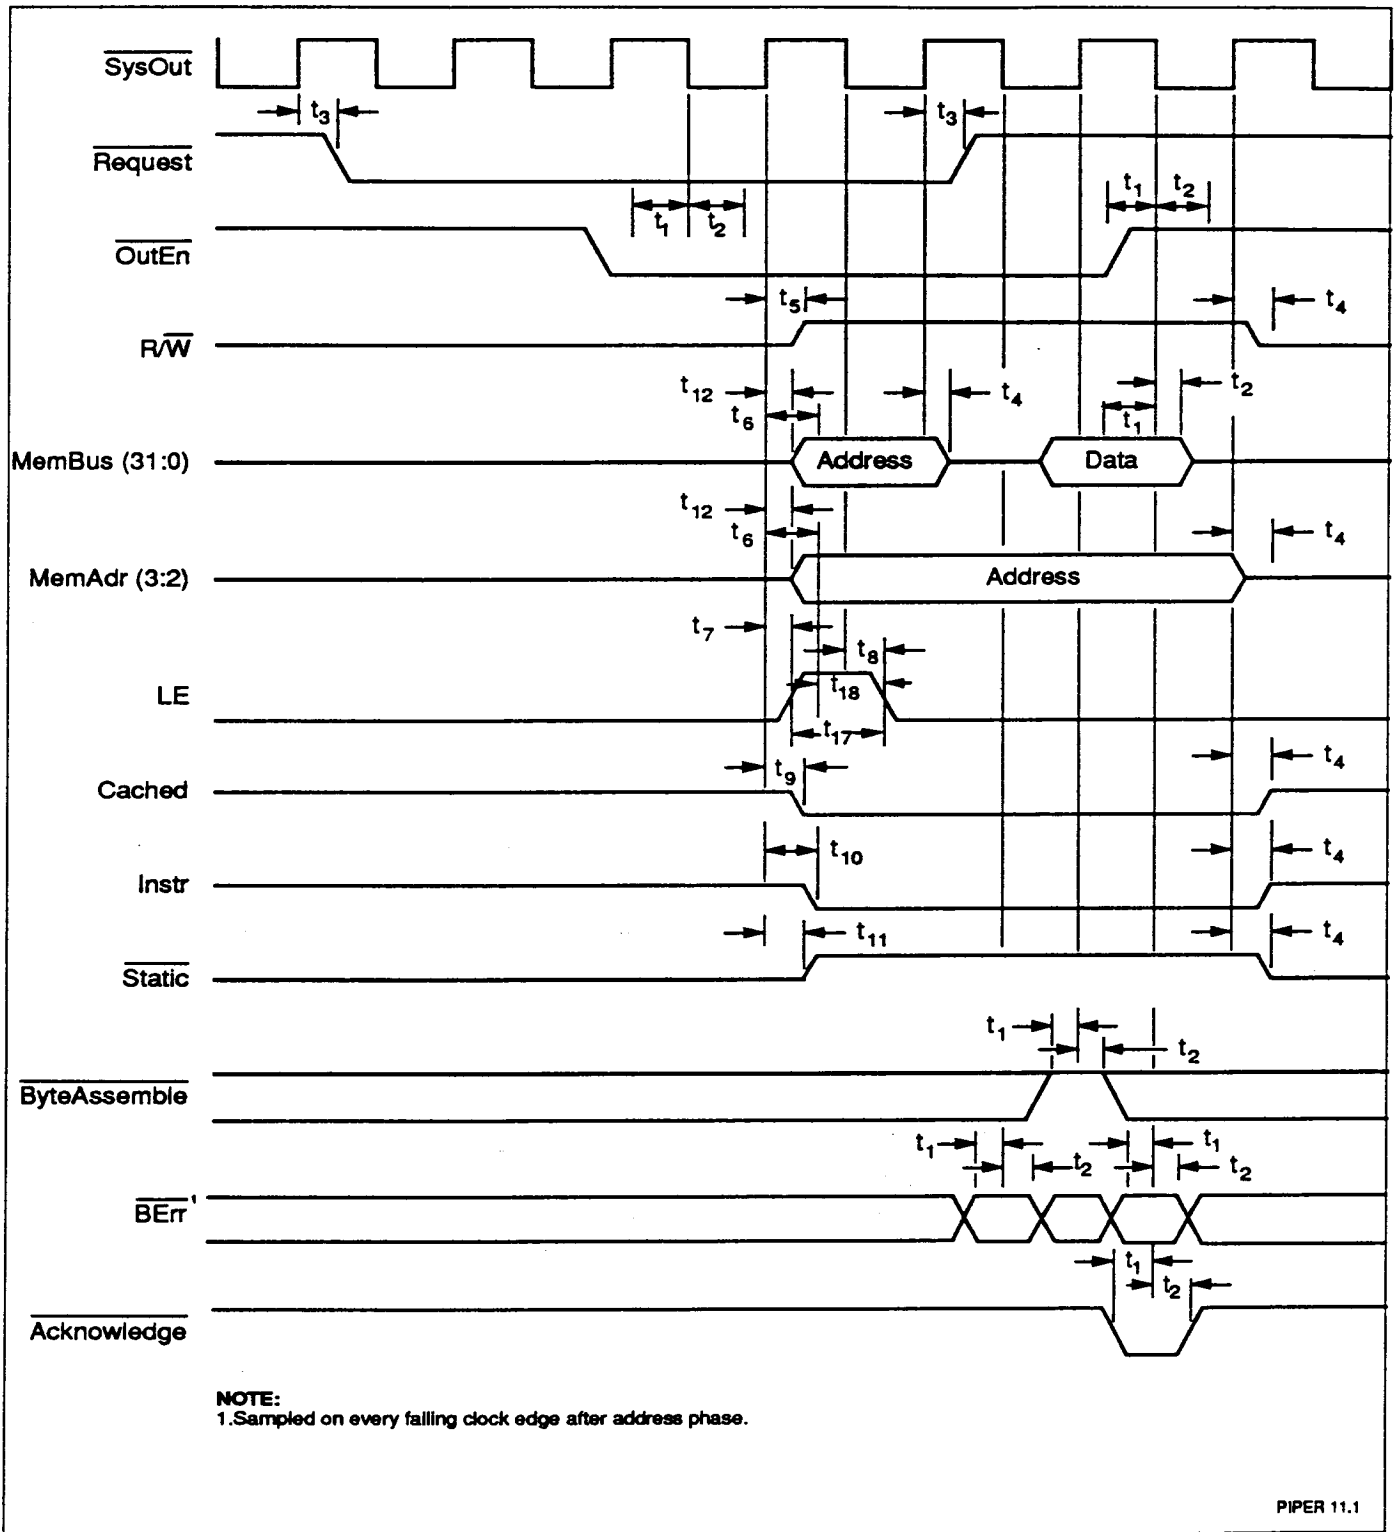 SysOut
t3
t3
Request
t1 t2
t1 t2
OutEn
t5
t4
R/W
t12
t4
t2
t6
t1
MemBus (31:0)
Address
Data
t12
t6
t4
MemAdr (3:2)
Address
t7
t8
LE
t18
t17
t9
t4
Cached
t10
t4
Instr
t11
t4
Static
t1
t2
ByteAssemble
t1
t1
t2
t2
BErr 1
t1
t2
Acknowledge
NOTE:
1.Sampled on every falling clock edge after address phase.
PIPER 11.1